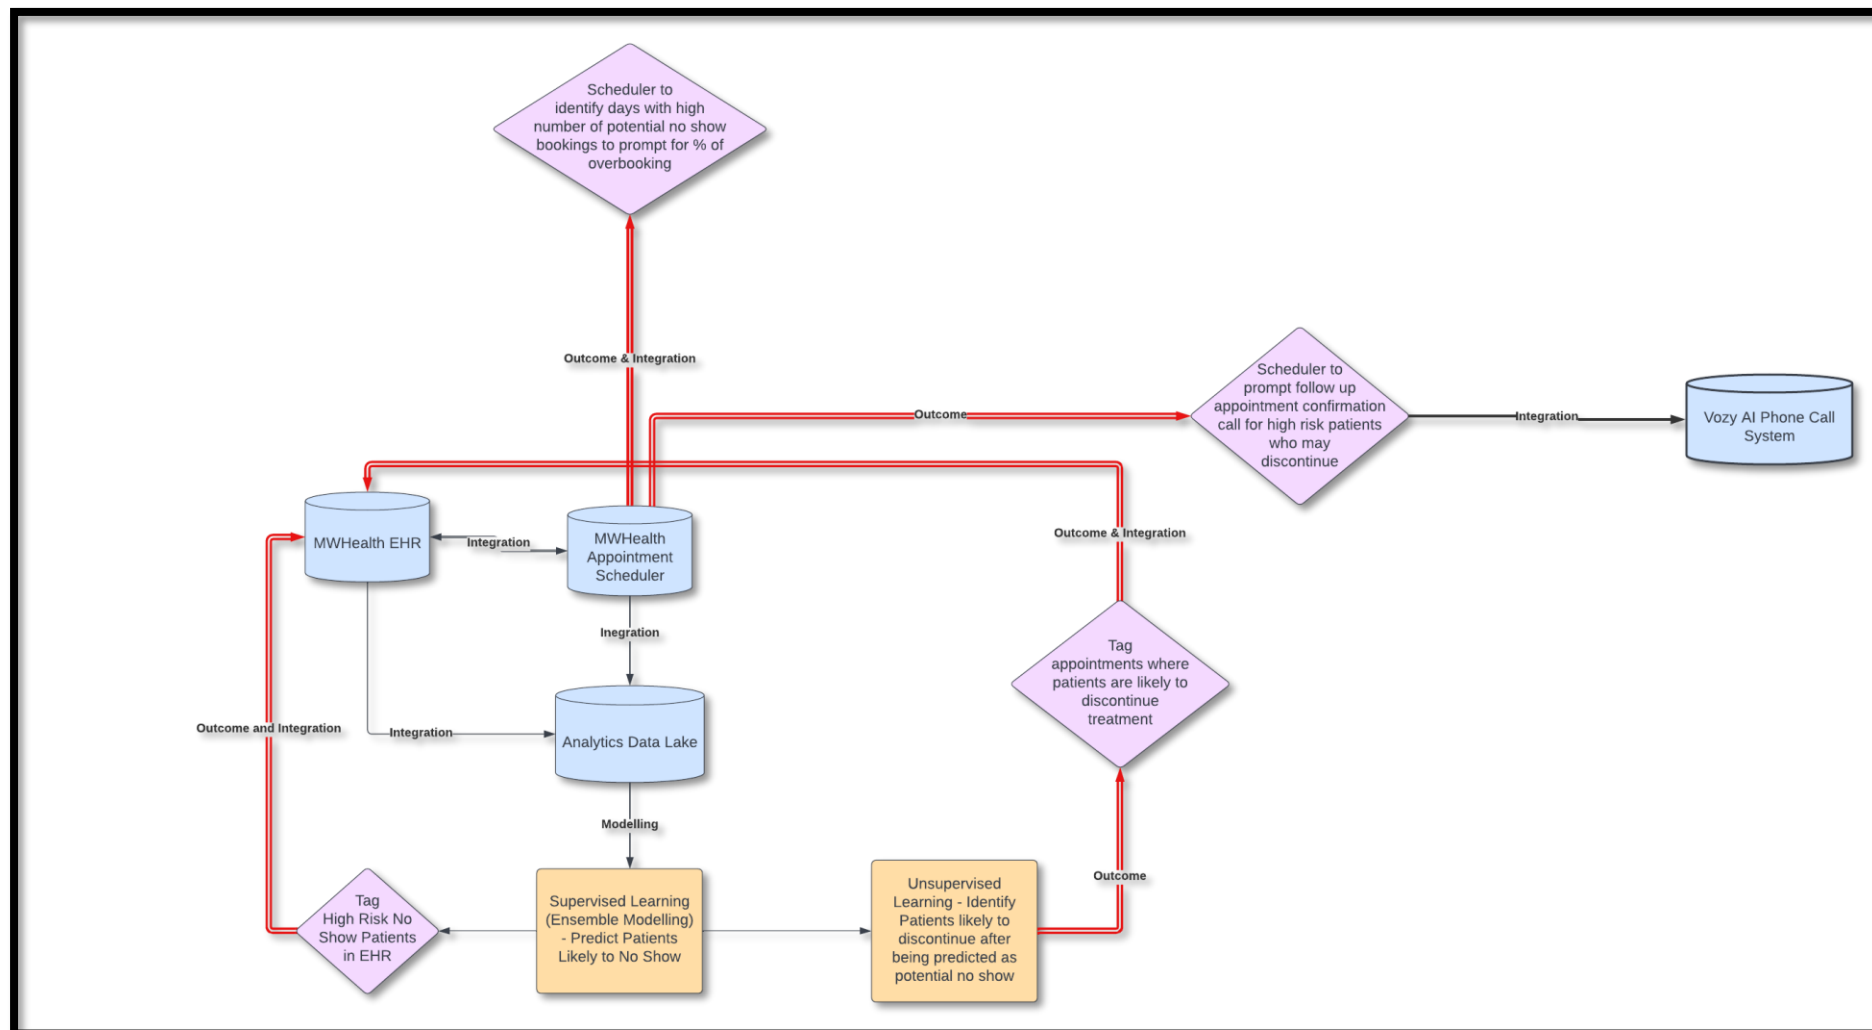 Scheduler to
identify days with high
number of potential no show
bookings to prompt for % of
overbooking
Outcome & Integration
Scheduler to
prompt follow up
appointment confirmation
call for high risk patients
who may
discontinue
Outcome
Integration
Vozy AI Phone Call
System
MWHealth EHR
Integration
MWHealth
Appointment
Scheduler
Outcome & Integration
Inegration
Tag
appointments where
patients are likely to
discontinue
treatment
Outcome and Integration
Integration
Analytics Data Lake
Modelling
Outcome
Tag
High Risk No
Show Patients
in EHR
Supervised Learning
(Ensemble Modelling)
- Predict Patients
Likely to No Show
Unsupervised
Learning - Identify
Patients likely to
discontinue after
being predicted as
potential no show